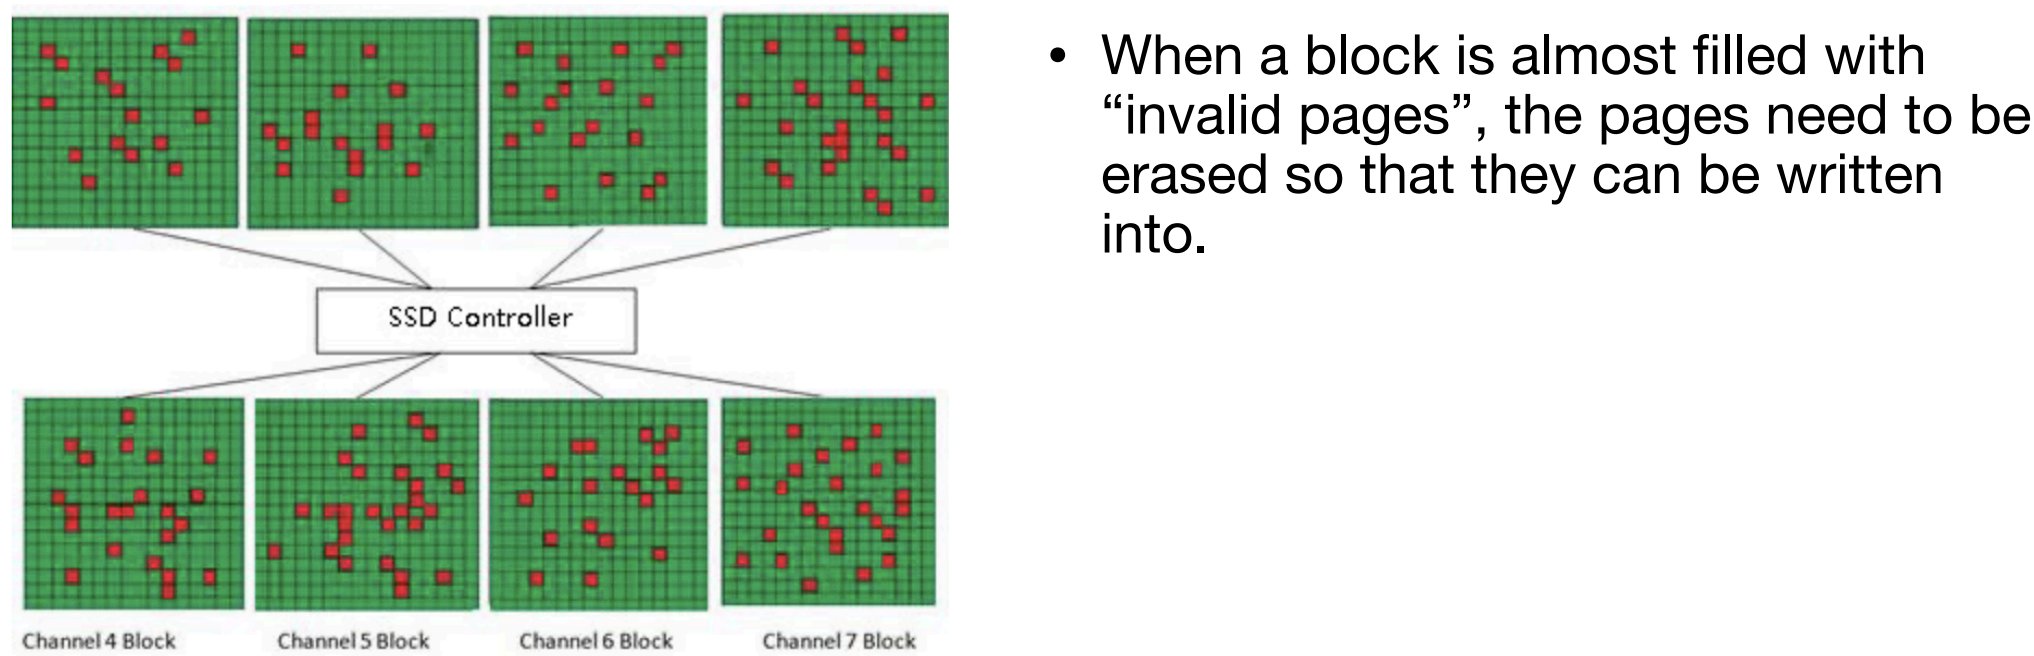 • When a block is almost filled with
“invalid pages”, the pages need to be
erased so that they can be written
into.
SSD Controller
Channel 4 Block
Channel 5 Block
Channel 6 Block
Channel 7 Block